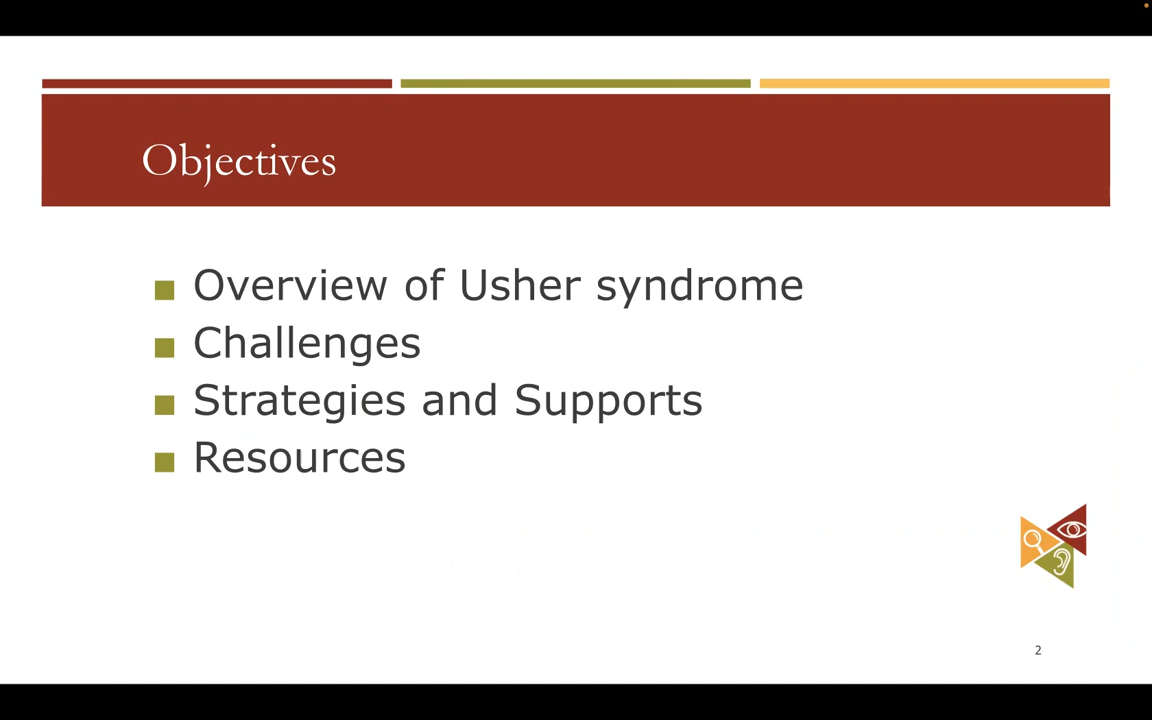 Objectives
Overview of Usher syndrome
Challenges
Strategies and Supports
Resources
2